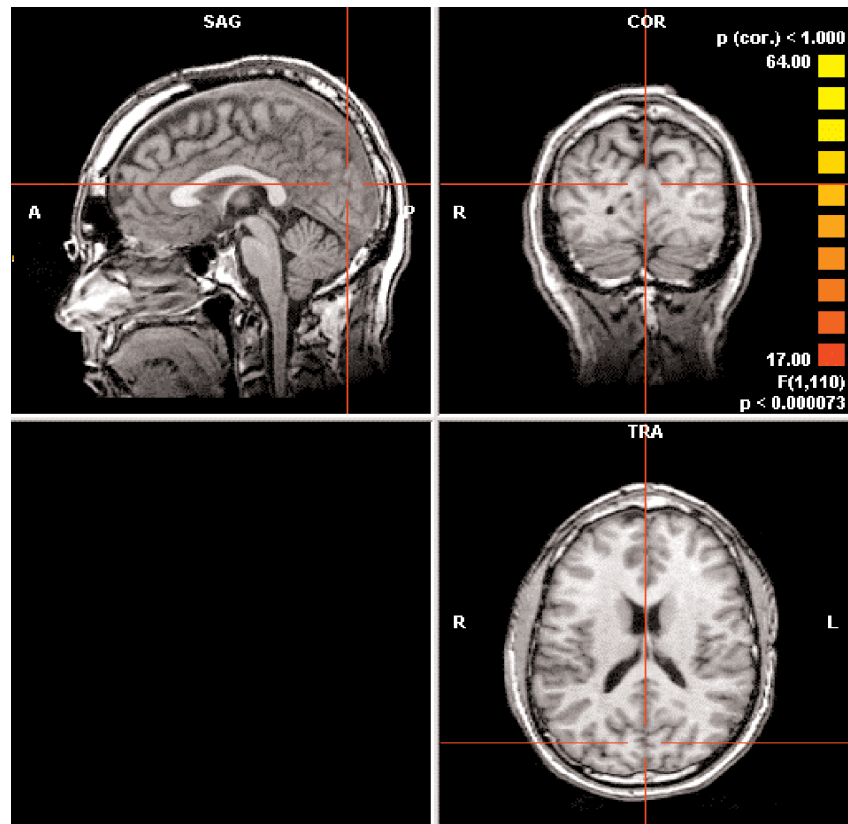 SAG
A
P
COR
p (cor.) < 1.000
64.00
R
17.00
F(1,110)
p < 0.000073
TRA
R
L